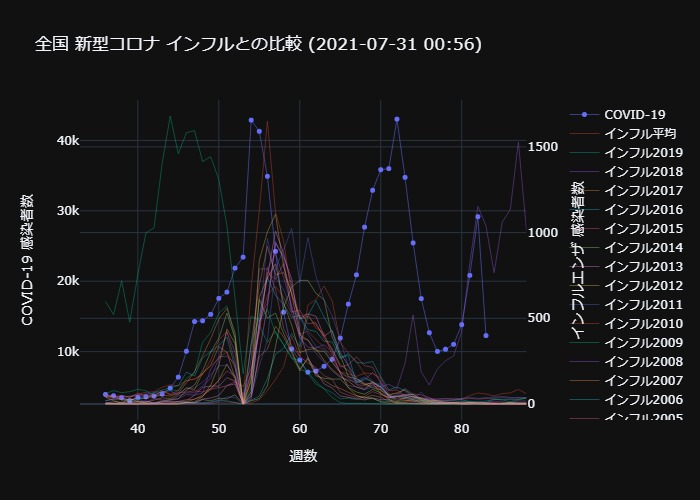 全国 新型コロナ インフルとの比較 (2021-07-31 00:56)
COVID-19 感染者数
40k
30k
20k
10k
1500
1000
500
0
インフルエンザ 感染者数
40
50
60
70
80
週数
COVID-19
インフル平均
インフル2019
インフル2018
インフル2017
インフル2016
インフル2015
インフル2014
インフル2013
インフル2012
インフル2011
インフル2010
インフル2009
インフル2008
インフル2007
インフル2006
インフル2005